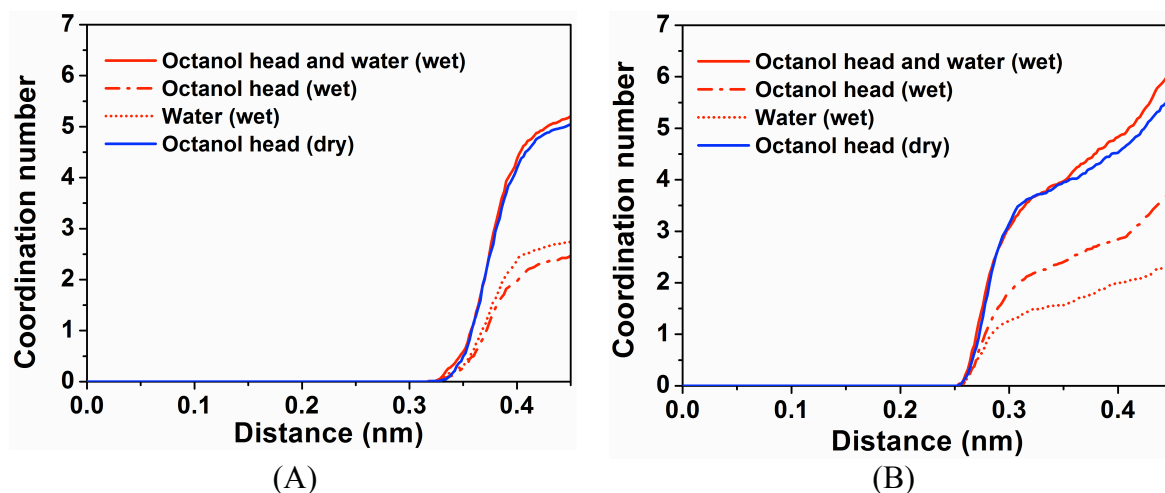 7
6
5
4
3
2
1
0
Coordination number
Octanol head and water (wet)
Octanol head (wet)
Water (wet)
Octanol head (dry)
0.0 0.1 0.2 0.3 0.4
Distance (nm)
(A)
7
6
5
4
3
2
1
0
Coordination number
Octanol head and water (wet)
Octanol head (wet)
Water (wet)
Octanol head (dry)
0.0 0.1 0.2 0.3 0.4
Distance (nm)
(B)